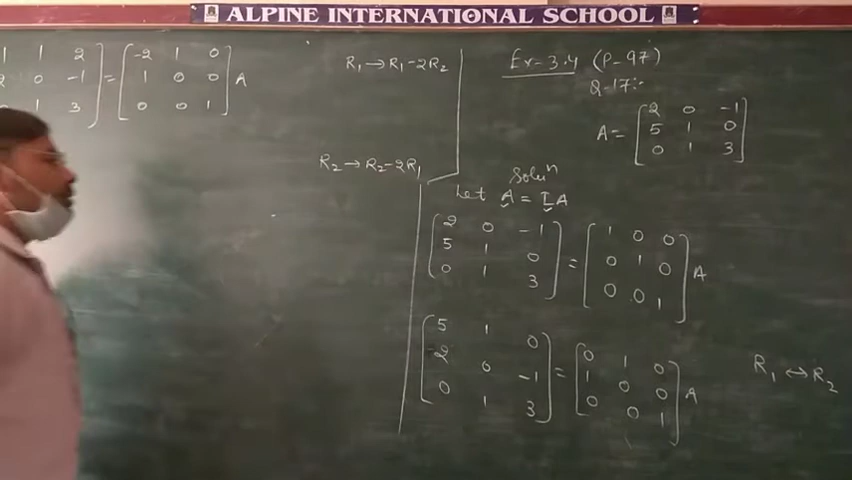 ALPINE INTERNATIONAL SCHOOL
1 1 2
2 0 -1
0 1 3
=
-2 1 0
1 0 0
0 0 1
A
R1 → R1-2R2
R2 → R2-2R1
Ex-3.4 (P-97)
Q-17:-
A=
2 0 -1
5 1 0
0 1 3
Soluⁿ
Let A = IA
2 0 -1
5 1 0
0 1 3
=
1 0 0
0 1 0
0 0 1
A
5 1 0
2 0 -1
0 1 3
=
0 1 0
1 0 0
0 0 1
A
R1 ↔ R2